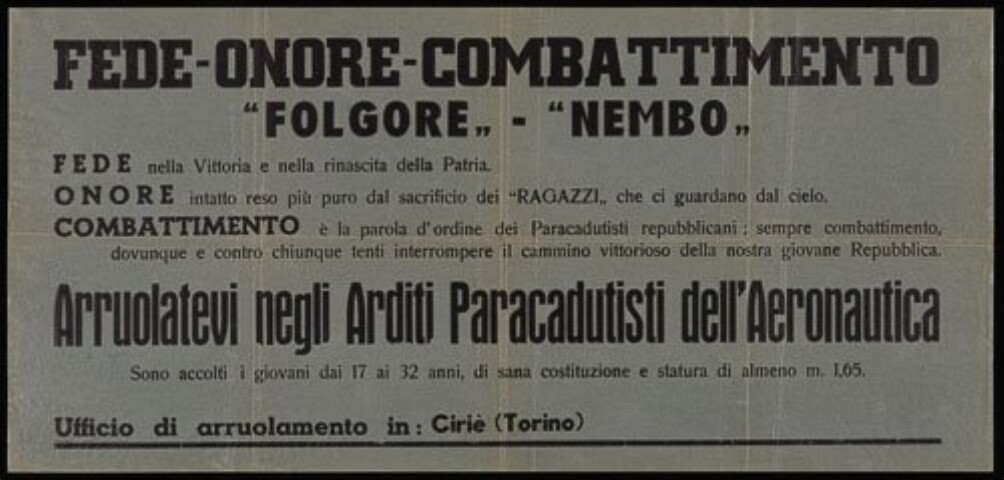 FEDE-ONORE-COMBATTIMENTO
“FOLGORE„ - “NEMBO„
FEDE nella Vittoria e nella rinascita della Patria.
ONORE intatto reso più puro dal sacrificio dei “RAGAZZI„ che ci guardano dal cielo.
COMBATTIMENTO è la parola d'ordine dei Paracadutisti repubblicani : sempre combattimento,
dovunque e contro chiunque tenti interrompere il cammino vittorioso della nostra giovane Repubblica.
Arruolatevi negli Arditi Paracadutisti dell'Aeronautica
Sono accolti i giovani dai 17 ai 32 anni, di sana costituzione e statura di almeno m. 1,65.
Ufficio di arruolamento in : Ciriè (Torino)